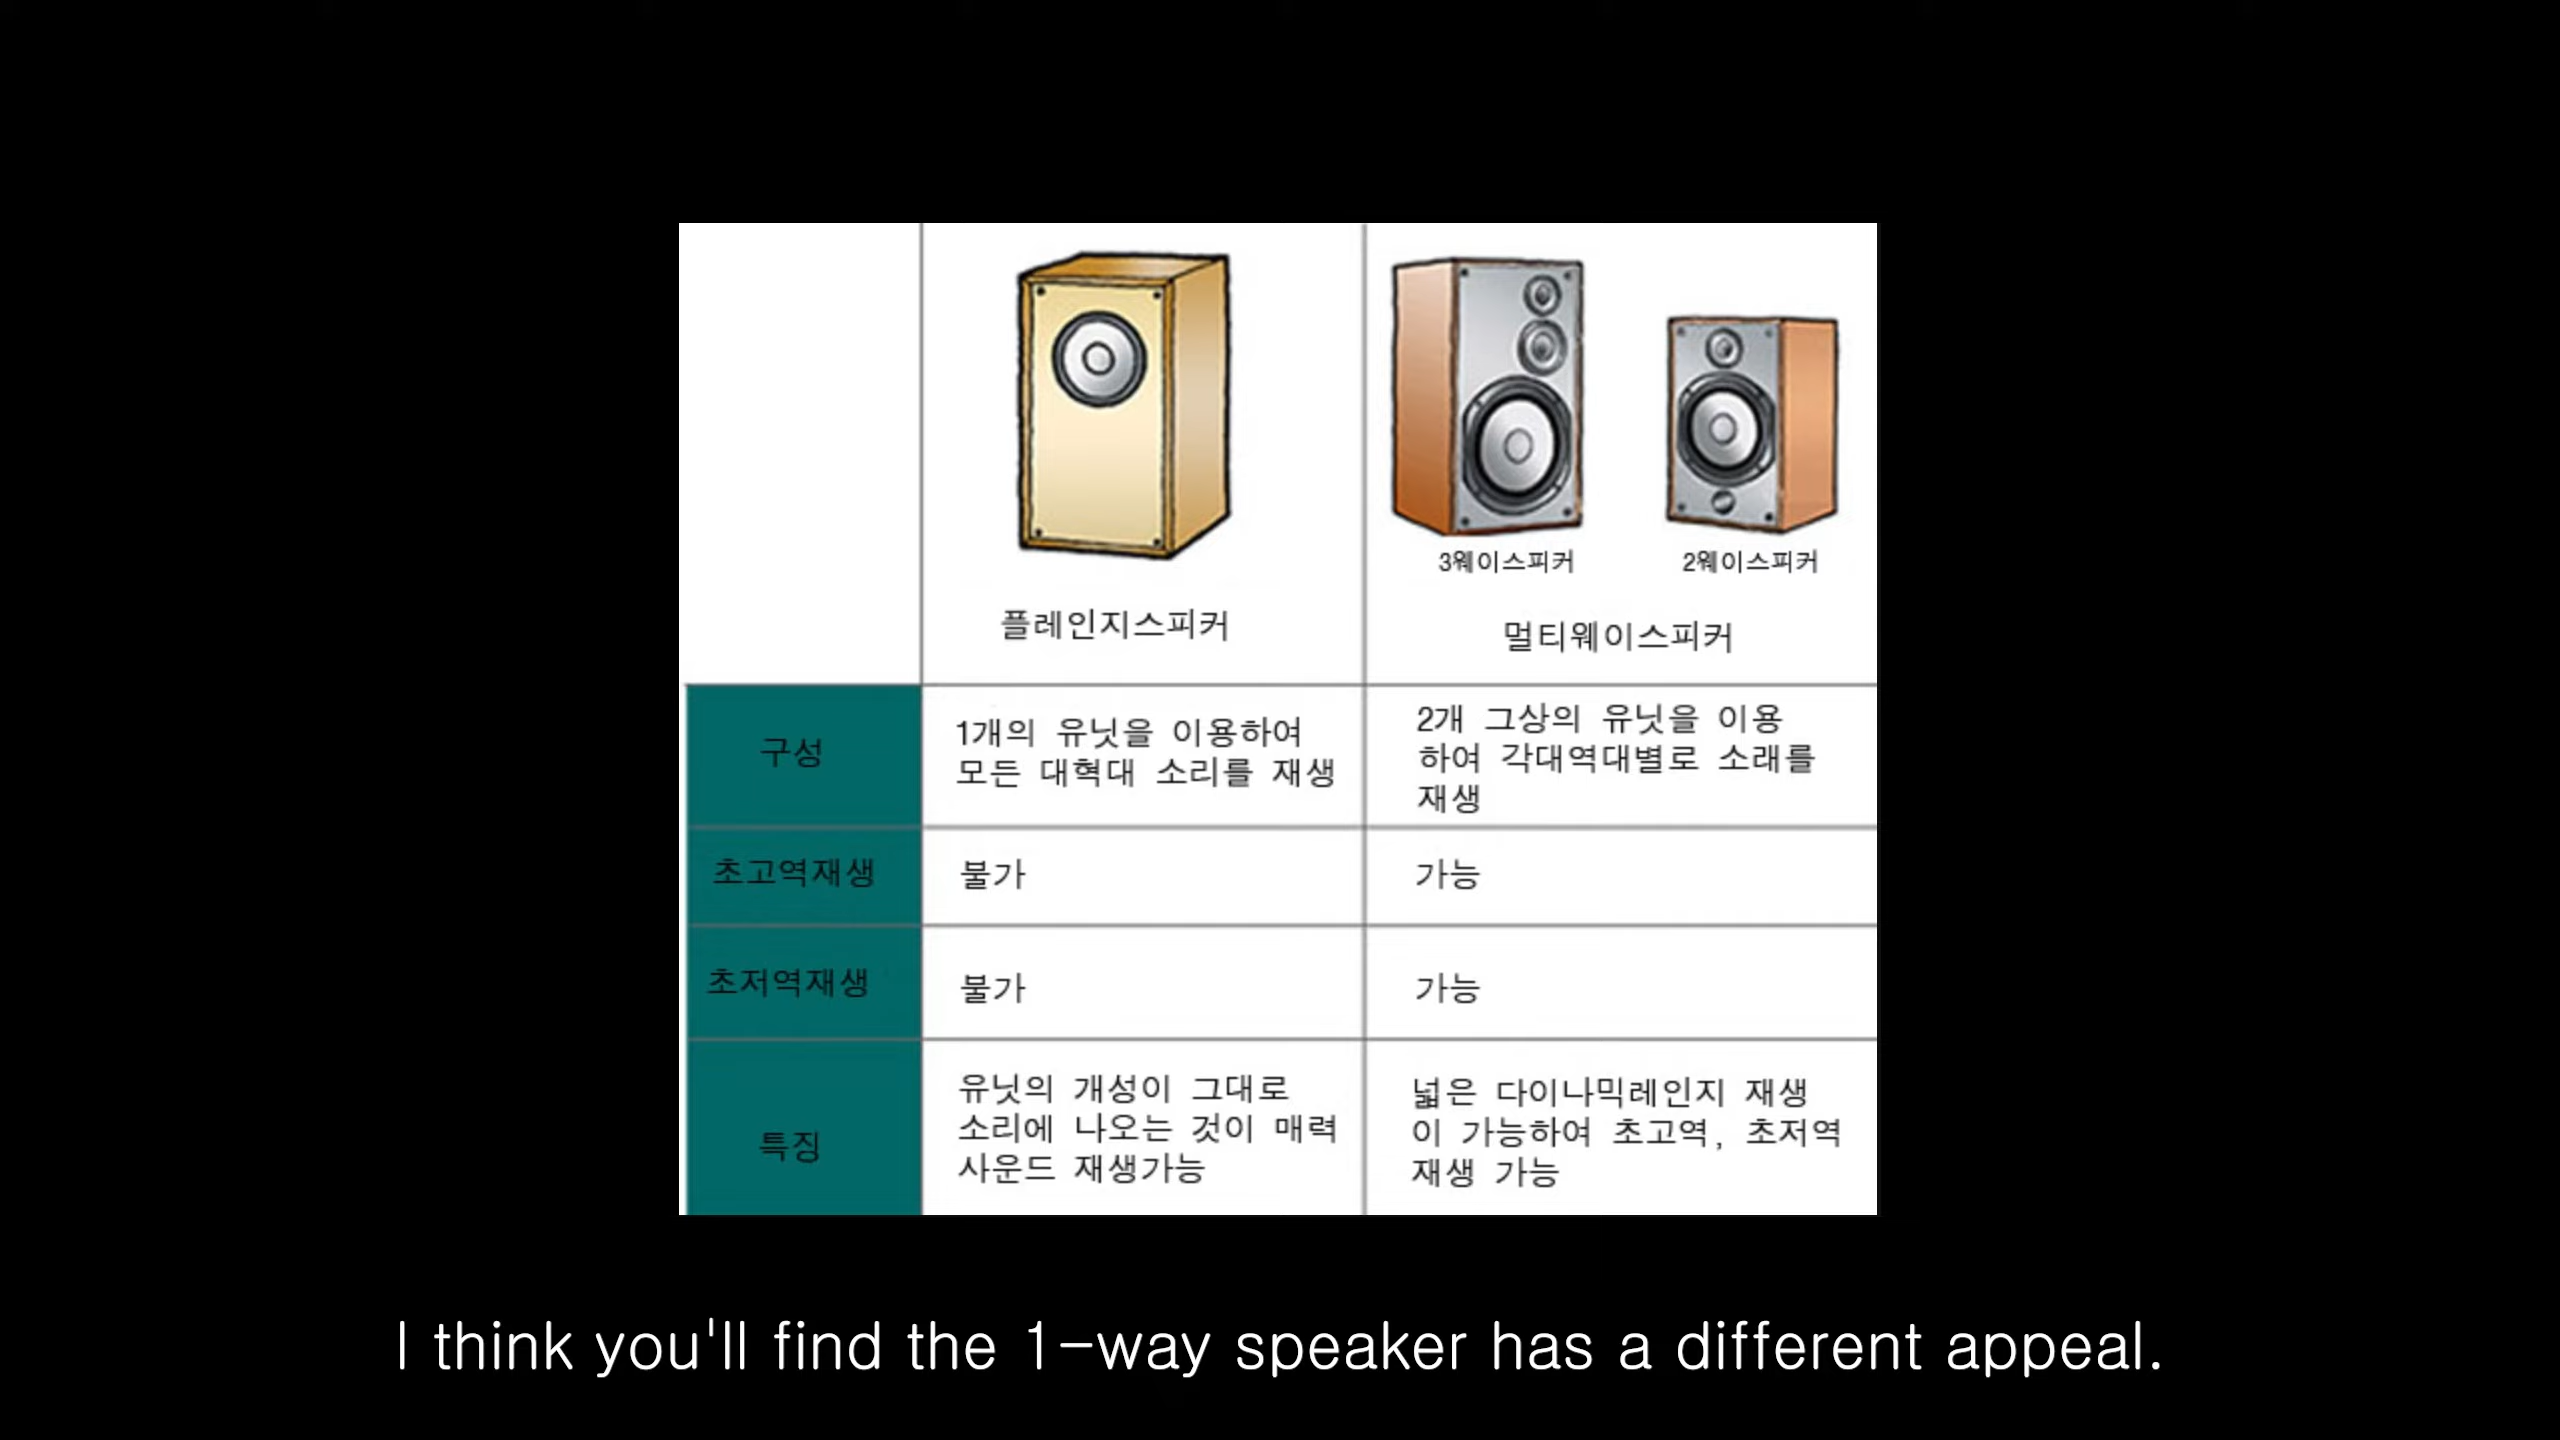 3웨이스피커
2웨이스피커
플레인지스피커
멀티웨이스피커
구성
1개의 유닛을 이용하여
모든 대혁대 소리를 재생
2개 그상의 유닛을 이용
하여 각대역대별로 소래를
재생
초고역재생
불가
가능
초저역재생
불가
가능
특징
유닛의 개성이 그대로
소리에 나오는 것이 매력
사운드 재생가능
넓은 다이나믹레인지 재생
이 가능하여 초고역, 초저역
재생 가능
I think you'll find the 1-way speaker has a different appeal.